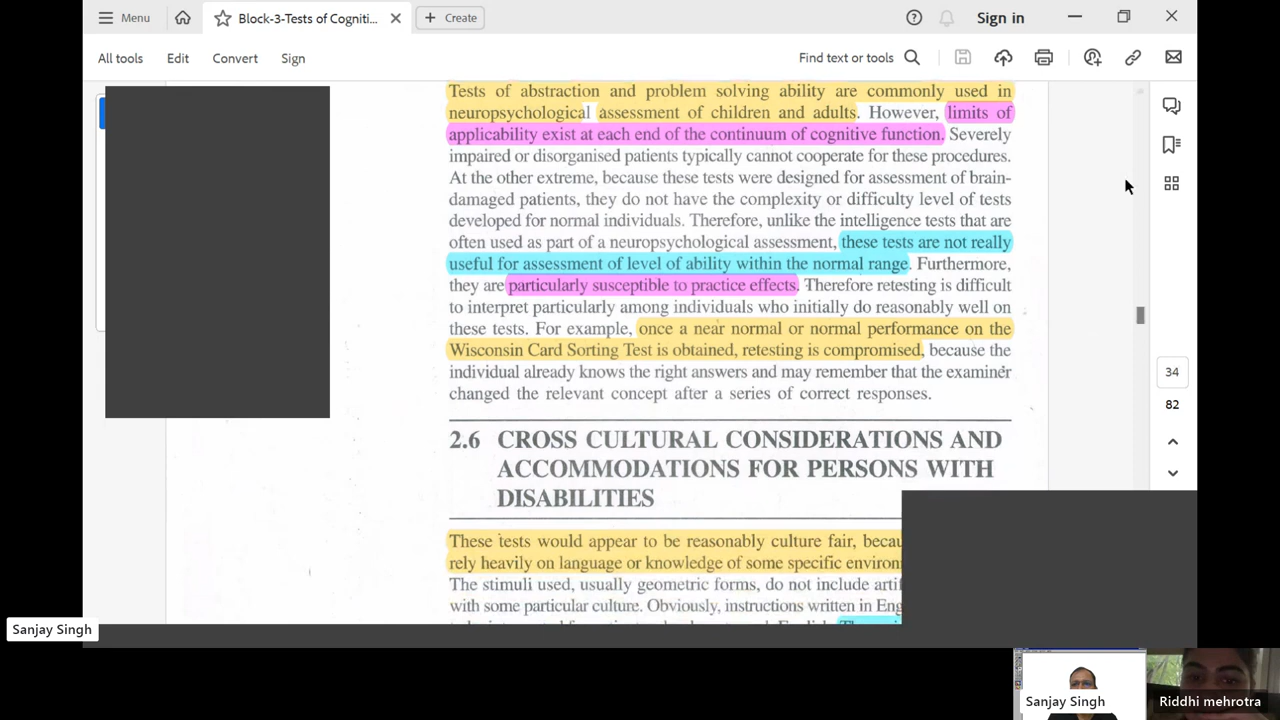 Menu
Block-3-Tests of Cogniti...
Create
Sign in
All tools
Edit
Convert
Sign
Find text or tools
Tests of abstraction and problem solving ability are commonly used in
neuropsychological assessment of children and adults. However, limits of
applicability exist at each end of the continuum of cognitive function. Severely
impaired or disorganised patients typically cannot cooperate for these procedures.
At the other extreme, because these tests were designed for assessment of brain-
damaged patients, they do not have the complexity or difficulty level of tests
developed for normal individuals. Therefore, unlike the intelligence tests that are
often used as part of a neuropsychological assessment, these tests are not really
useful for assessment of level of ability within the normal range. Furthermore,
they are particularly susceptible to practice effects. Therefore retesting is difficult
to interpret particularly among individuals who initially do reasonably well on
these tests. For example, once a near normal or normal performance on the
Wisconsin Card Sorting Test is obtained, retesting is compromised, because the
individual already knows the right answers and may remember that the examiner
changed the relevant concept after a series of correct responses.
2.6 CROSS CULTURAL CONSIDERATIONS AND
ACCOMMODATIONS FOR PERSONS WITH
DISABILITIES
These tests would appear to be reasonably culture fair, becau
rely heavily on language or knowledge of some specific environ
The stimuli used, usually geometric forms, do not include artif
with some particular culture. Obviously, instructions written in Eng
34
82
Sanjay Singh
Sanjay Singh
Riddhi mehrotra